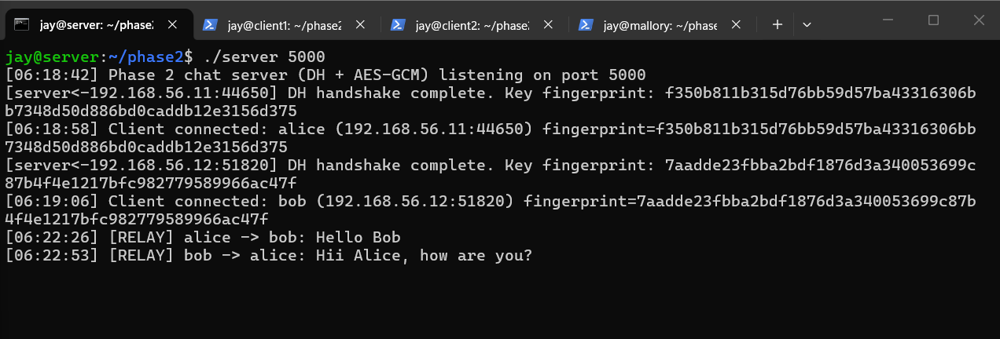 jay@server: ~/phase2
jay@client1: ~/phase2
jay@client2: ~/phase2
jay@mallory: ~/phase
jay@server:~/phase2$ ./server 5000
[06:18:42] Phase 2 chat server (DH + AES-GCM) listening on port 5000
[server<-192.168.56.11:44650] DH handshake complete. Key fingerprint: f350b811b315d76bb59d57ba43316306b
b7348d50d886bd0caddb12e3156d375
[06:18:58] Client connected: alice (192.168.56.11:44650) fingerprint=f350b811b315d76bb59d57ba43316306bb
7348d50d886bd0caddb12e3156d375
[server<-192.168.56.12:51820] DH handshake complete. Key fingerprint: 7aadde23fbba2bdf1876d3a340053699c
87b4f4e1217bfc982779589966ac47f
[06:19:06] Client connected: bob (192.168.56.12:51820) fingerprint=7aadde23fbba2bdf1876d3a340053699c87b
4f4e1217bfc982779589966ac47f
[06:22:26] [RELAY] alice -> bob: Hello Bob
[06:22:53] [RELAY] bob -> alice: Hii Alice, how are you?